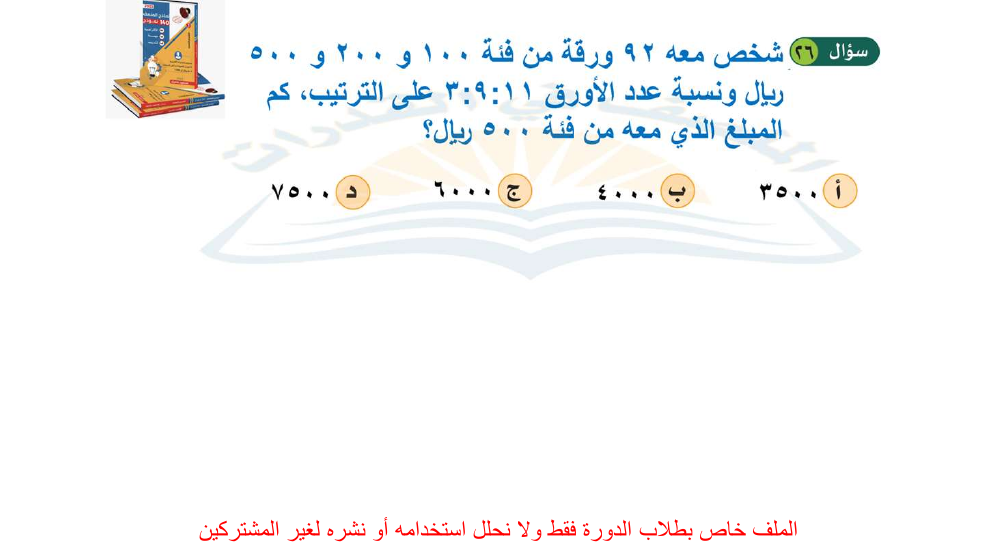 سؤال ٢٦
شخص معه ٩٢ ورقة من فئة ١٠٠ و ٢٠٠ و ٥٠٠
ريال ونسبة عدد الأورق ١١:٩:٣ على الترتيب، كم
المبلغ الذي معه من فئة ٥٠٠ ريال؟
أ ٣٥٠٠ ب ٤٠٠٠ ج ٦٠٠٠ د ٧٥٠٠
الملف خاص بطلاب الدورة فقط ولا نحلل استخدامه أو نشره لغير المشتركين